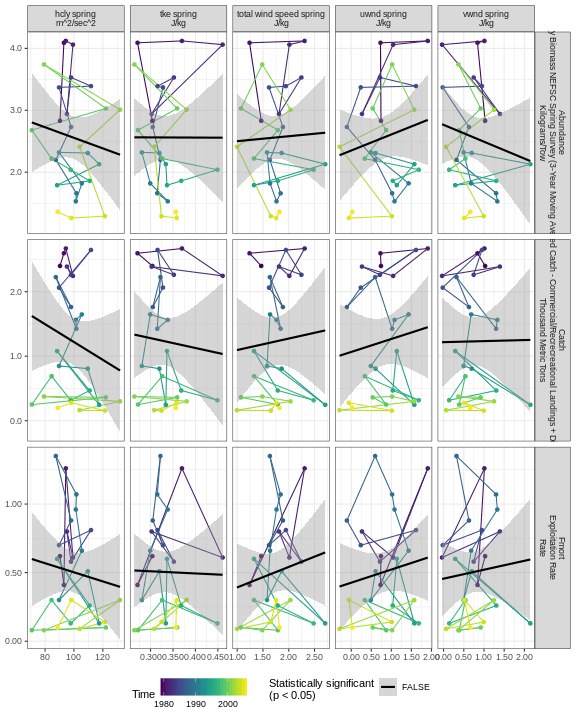 hcly spring
m^2/sec^2
tke spring
J/kg
total wind speed spring
J/kg
uwnd spring
J/kg
vwnd spring
J/kg
4.0
3.0
2.0
Abundance
y Biomass NEFSC Spring Survey (3-Year Moving Ave
Kilograms/Tow
2.0
1.0
0.0
Catch
ed Catch - Commercial/Recreational Landings + D
Thousand Metric Tons
1.00
0.50
0.00
Fmort
Exploitation Rate
Rate
80 100 120
0.300 0.350 0.400 0.450
1.00 1.50 2.00 2.50
0.00 0.50 1.00 1.50 2.00
0.00 0.50 1.00 1.50 2.00
Time
1980 1990 2000
Statistically significant
(p < 0.05)
FALSE